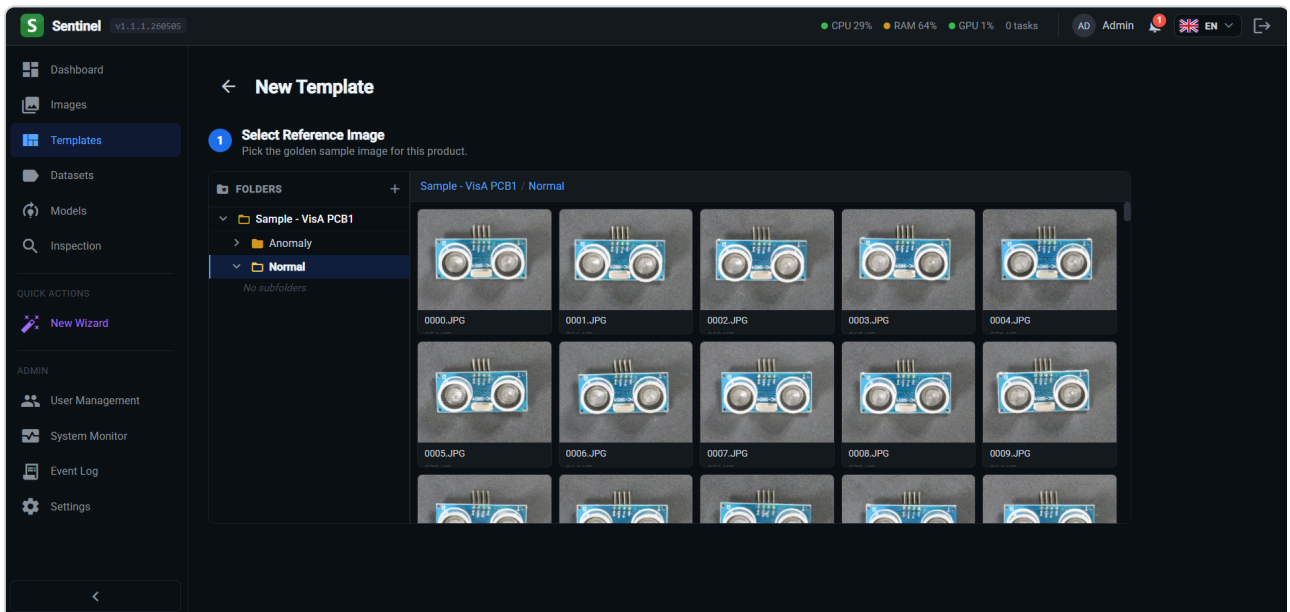 S Sentinel v1.1.1.260505
CPU 29% RAM 64% GPU 1% 0 tasks AD Admin 1 EN
Dashboard
Images
Templates
Datasets
Models
Inspection
QUICK ACTIONS
New Wizard
ADMIN
User Management
System Monitor
Event Log
Settings
New Template
1 Select Reference Image
Pick the golden sample image for this product.
FOLDERS
Sample - VisA PCB1
Anomaly
Normal
No subfolders
Sample - VisA PCB1 / Normal
0000.JPG 0001.JPG 0002.JPG 0003.JPG 0004.JPG
0005.JPG 0006.JPG 0007.JPG 0008.JPG 0009.JPG